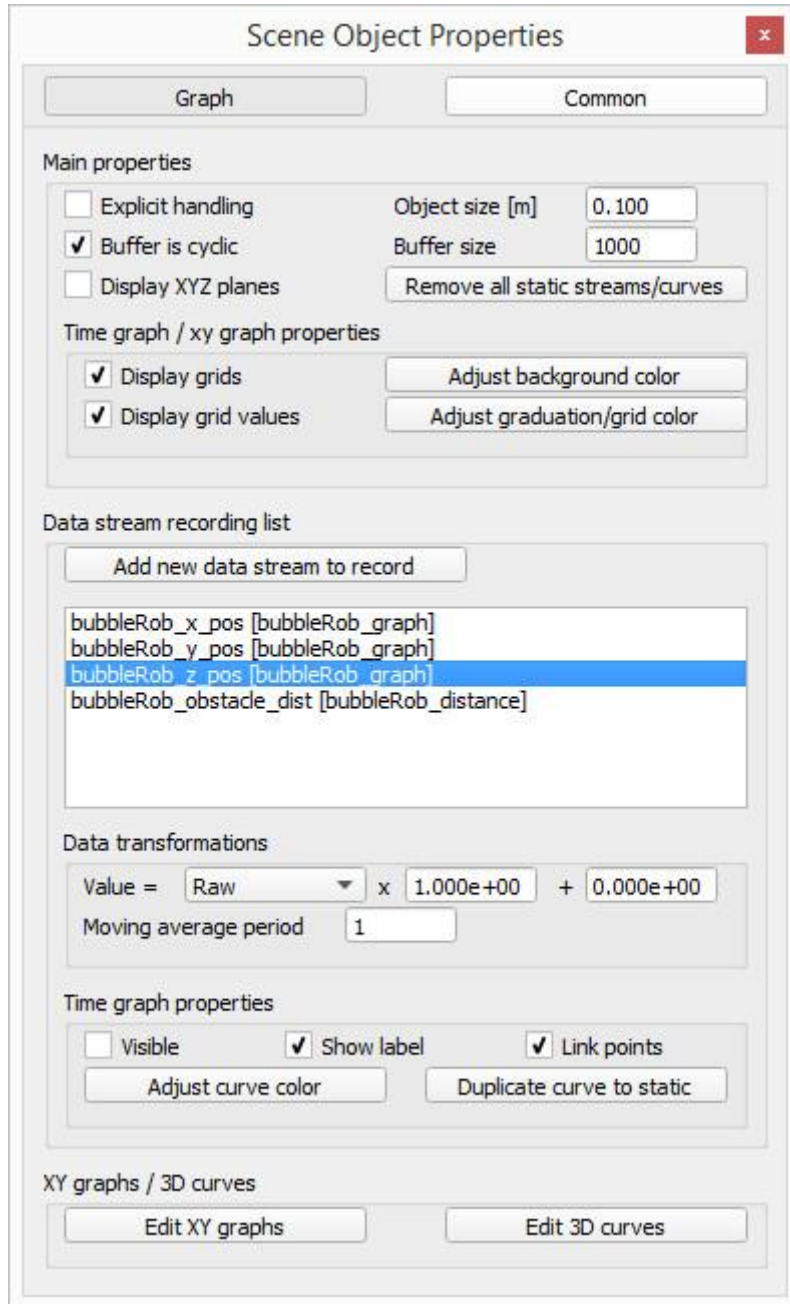 Scene Object Properties
x
Graph Common
Main properties
Explicit handling Object size [m] 0.100
Buffer is cyclic Buffer size 1000
Display XYZ planes Remove all static streams/curves
Time graph / xy graph properties
Display grids Adjust background color
Display grid values Adjust graduation/grid color
Data stream recording list
Add new data stream to record
bubbleRob_x_pos [bubbleRob_graph]
bubbleRob_y_pos [bubbleRob_graph]
bubbleRob_z_pos [bubbleRob_graph]
bubbleRob_obstacle_dist [bubbleRob_distance]
Data transformations
Value = Raw x 1.000e+00 + 0.000e+00
Moving average period 1
Time graph properties
Visible Show label Link points
Adjust curve color Duplicate curve to static
XY graphs / 3D curves
Edit XY graphs Edit 3D curves